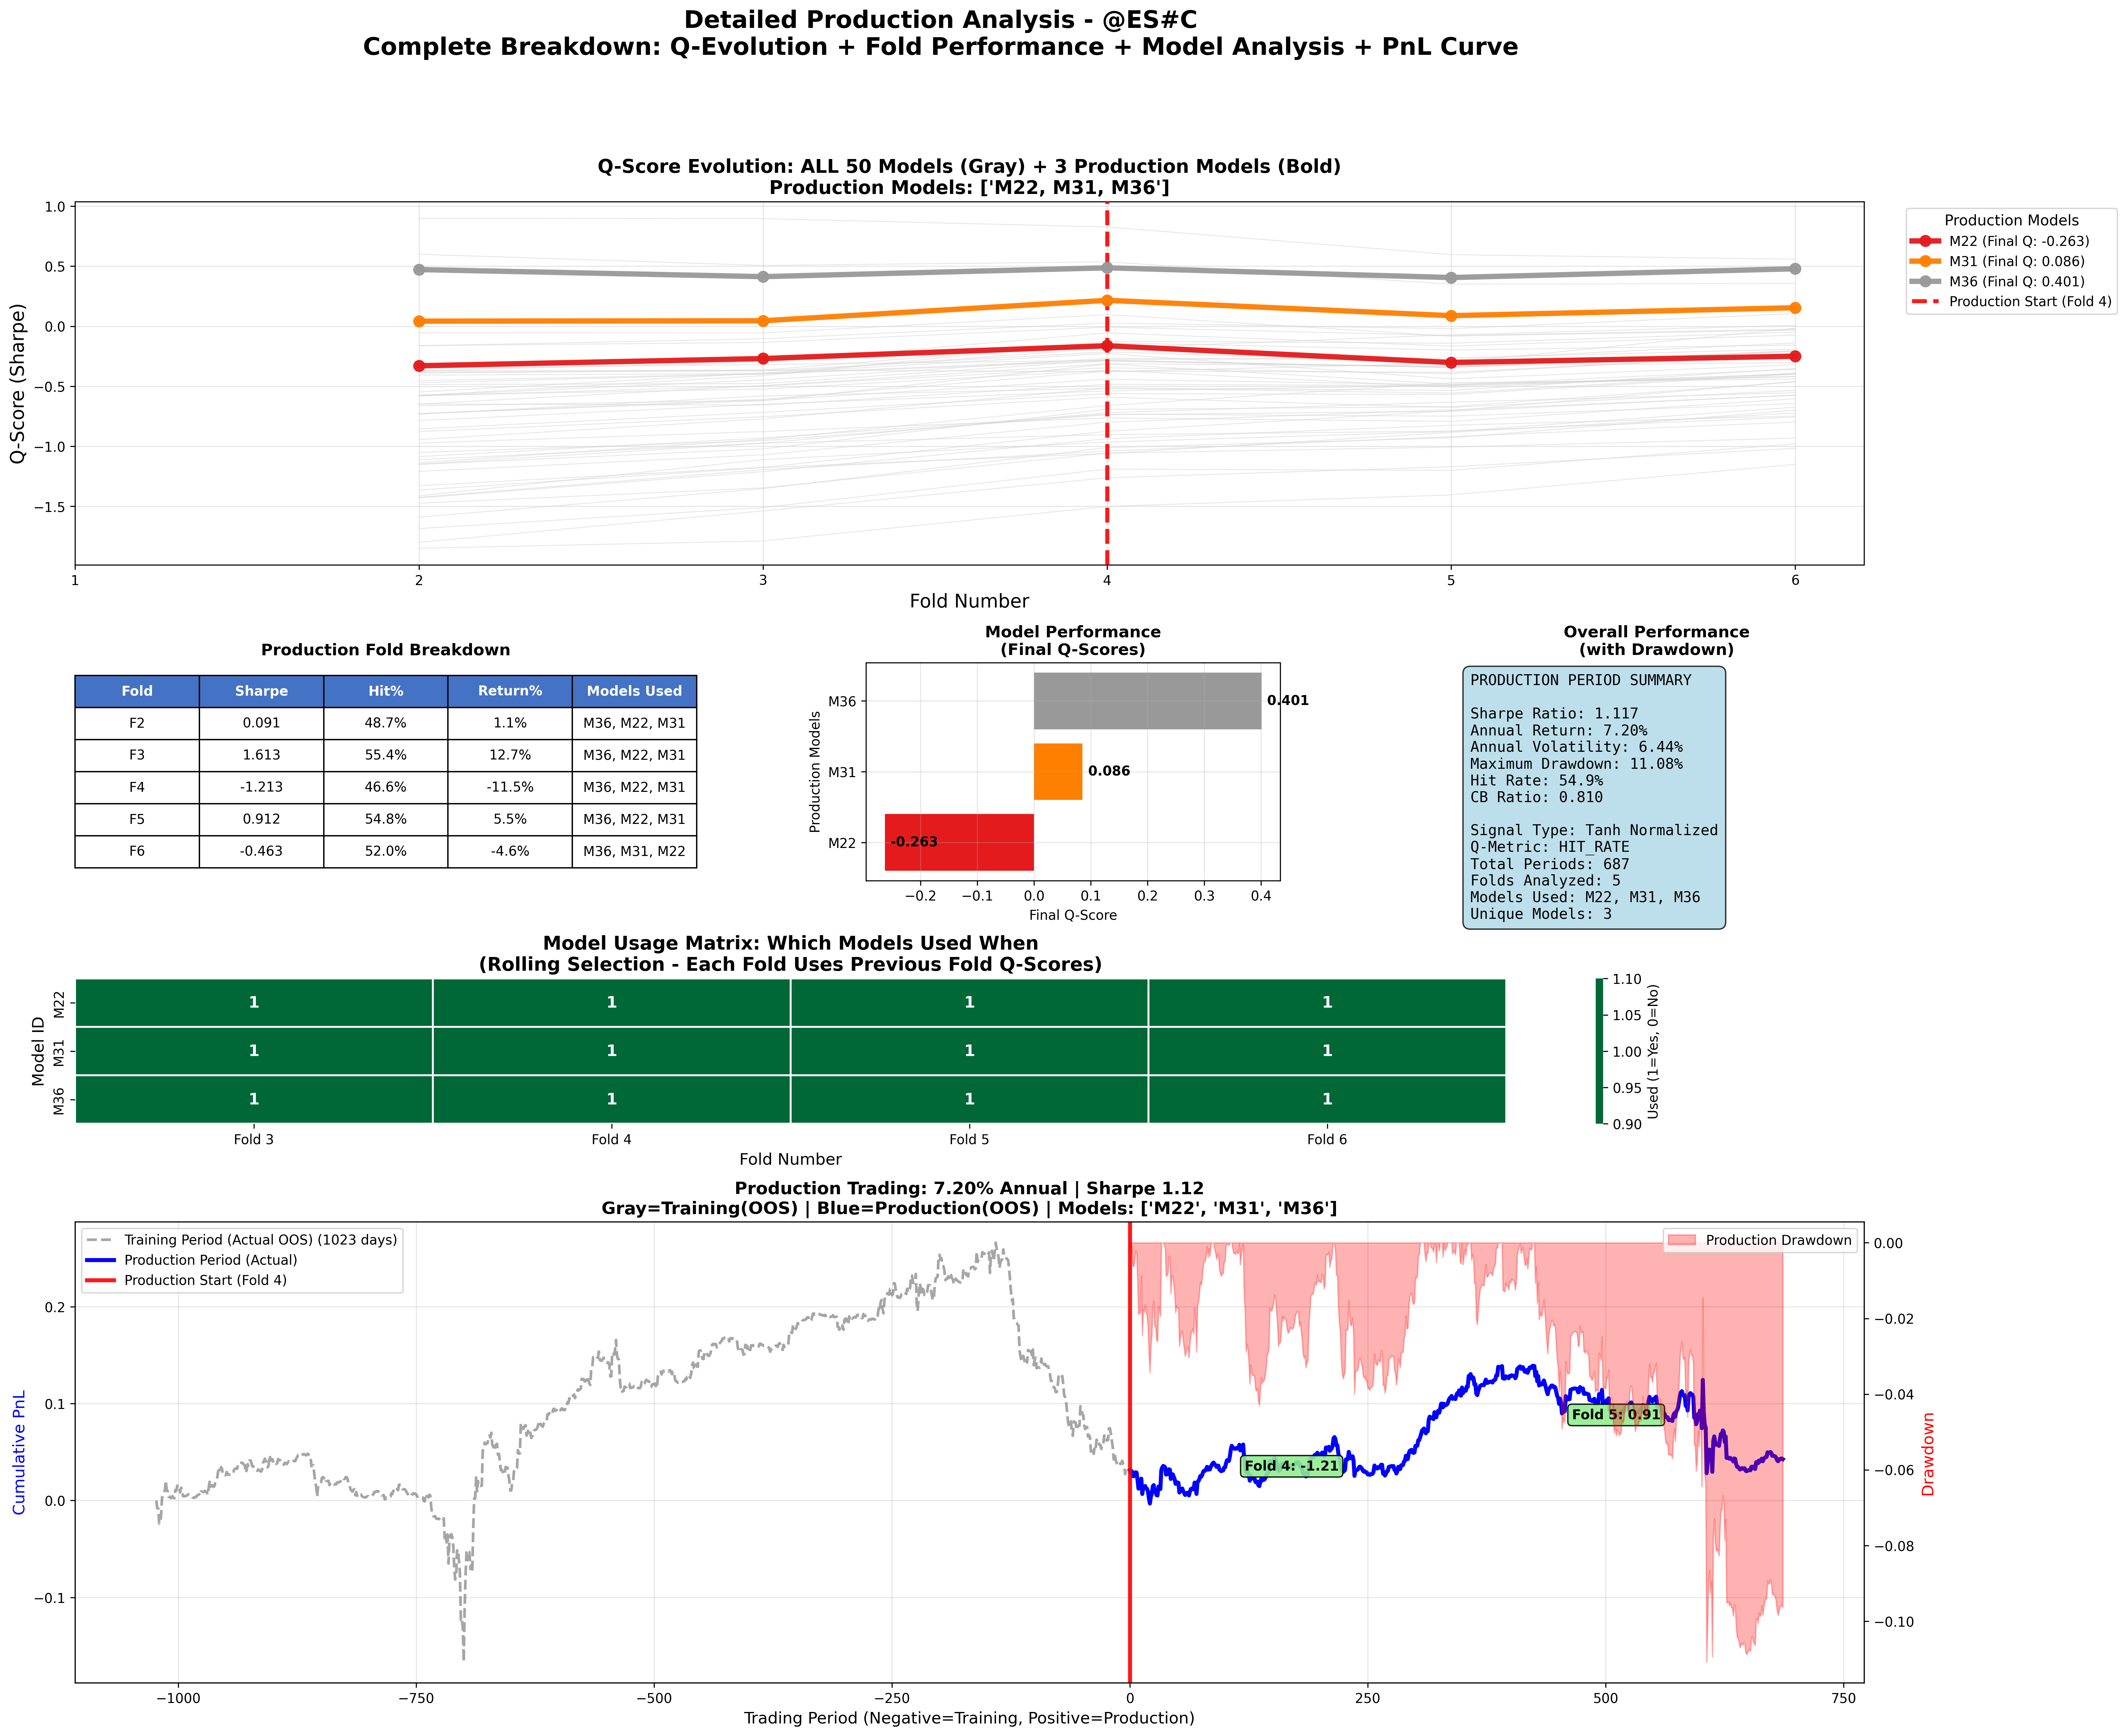 Detailed Production Analysis - @ES#C
Complete Breakdown: Q-Evolution + Fold Performance + Model Analysis + PnL Curve
Q-Score Evolution: ALL 50 Models (Gray) + 3 Production Models (Bold)
Production Models: ['M22, M31, M36']
Q-Score (Sharpe)
1.0
0.5
0.0
−0.5
−1.0
−1.5
1 2 3 4 5 6
Fold Number
Production Models
M22 (Final Q: -0.263)
M31 (Final Q: 0.086)
M36 (Final Q: 0.401)
Production Start (Fold 4)
Production Fold Breakdown
Fold Sharpe Hit% Return% Models Used
F2 0.091 48.7% 1.1% M36, M22, M31
F3 1.613 55.4% 12.7% M36, M22, M31
F4 -1.213 46.6% -11.5% M36, M22, M31
F5 0.912 54.8% 5.5% M36, M22, M31
F6 -0.463 52.0% -4.6% M36, M31, M22
Model Performance
(Final Q-Scores)
Production Models
M36 0.401
M31 0.086
M22 -0.263
−0.2 −0.1 0.0 0.1 0.2 0.3 0.4
Final Q-Score
Overall Performance
(with Drawdown)
PRODUCTION PERIOD SUMMARY
Sharpe Ratio: 1.117
Annual Return: 7.20%
Annual Volatility: 6.44%
Maximum Drawdown: 11.08%
Hit Rate: 54.9%
CB Ratio: 0.810
Signal Type: Tanh Normalized
Q-Metric: HIT_RATE
Total Periods: 687
Folds Analyzed: 5
Models Used: M22, M31, M36
Unique Models: 3
Model Usage Matrix: Which Models Used When
(Rolling Selection - Each Fold Uses Previous Fold Q-Scores)
Model ID
M22 1 1 1 1
M31 1 1 1 1
M36 1 1 1 1
Fold 3 Fold 4 Fold 5 Fold 6
Fold Number
1.10
1.05
1.00
0.95
0.90
Used (1=Yes, 0=No)
Production Trading: 7.20% Annual | Sharpe 1.12
Gray=Training(OOS) | Blue=Production(OOS) | Models: ['M22', 'M31', 'M36']
Training Period (Actual OOS) (1023 days)
Production Period (Actual)
Production Start (Fold 4)
Production Drawdown
Cumulative PnL
0.2
0.1
0.0
−0.1
Fold 4: -1.21
Fold 5: 0.91
0.00
−0.02
−0.04
−0.06
−0.08
−0.10
Drawdown
−1000 −750 −500 −250 0 250 500 750
Trading Period (Negative=Training, Positive=Production)